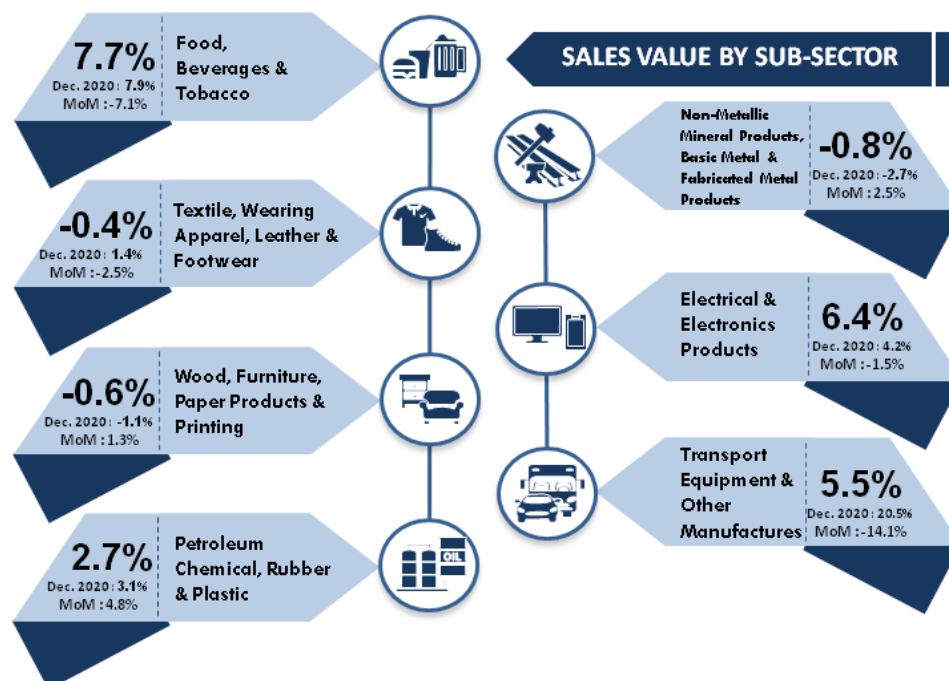 SALES VALUE BY SUB-SECTOR
7.7%
Dec. 2020: 7.9%
MoM :-7.1%
Food,
Beverages &
Tobacco
-0.4%
Dec. 2020: 1.4%
MoM :-2.5%
Textile, Wearing
Apparel, Leather &
Footwear
-0.6%
Dec. 2020: -1.1%
MoM :1.3%
Wood, Furniture,
Paper Products &
Printing
2.7%
Dec. 2020: 3.1%
MoM :4.8%
Petroleum
Chemical, Rubber
& Plastic
OIL
Non-Metallic
Mineral Products,
Basic Metal &
Fabricated Metal
Products
-0.8%
Dec. 2020: -2.7%
MoM: 2.5%
Electrical &
Electronics
Products
6.4%
Dec. 2020: 4.2%
MoM :-1.5%
Transport
Equipment &
Other
Manufactures
5.5%
Dec. 2020: 20.5%
MoM:-14.1%